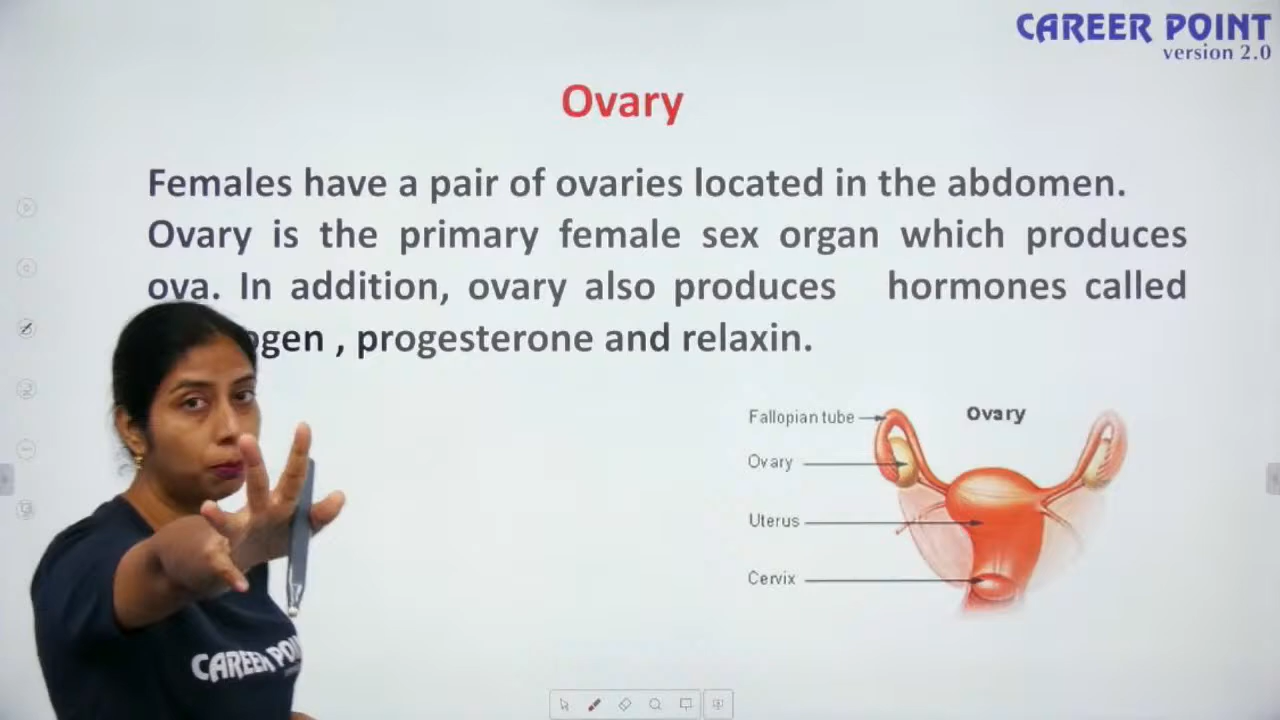 CAREER POINT
version 2.0
Ovary
Females have a pair of ovaries located in the abdomen.
Ovary is the primary female sex organ which produces
ova. In addition, ovary also produces hormones called
ogen , progesterone and relaxin.
Fallopian tube
Ovary
Ovary
Uterus
Cervix
CAREER POIN